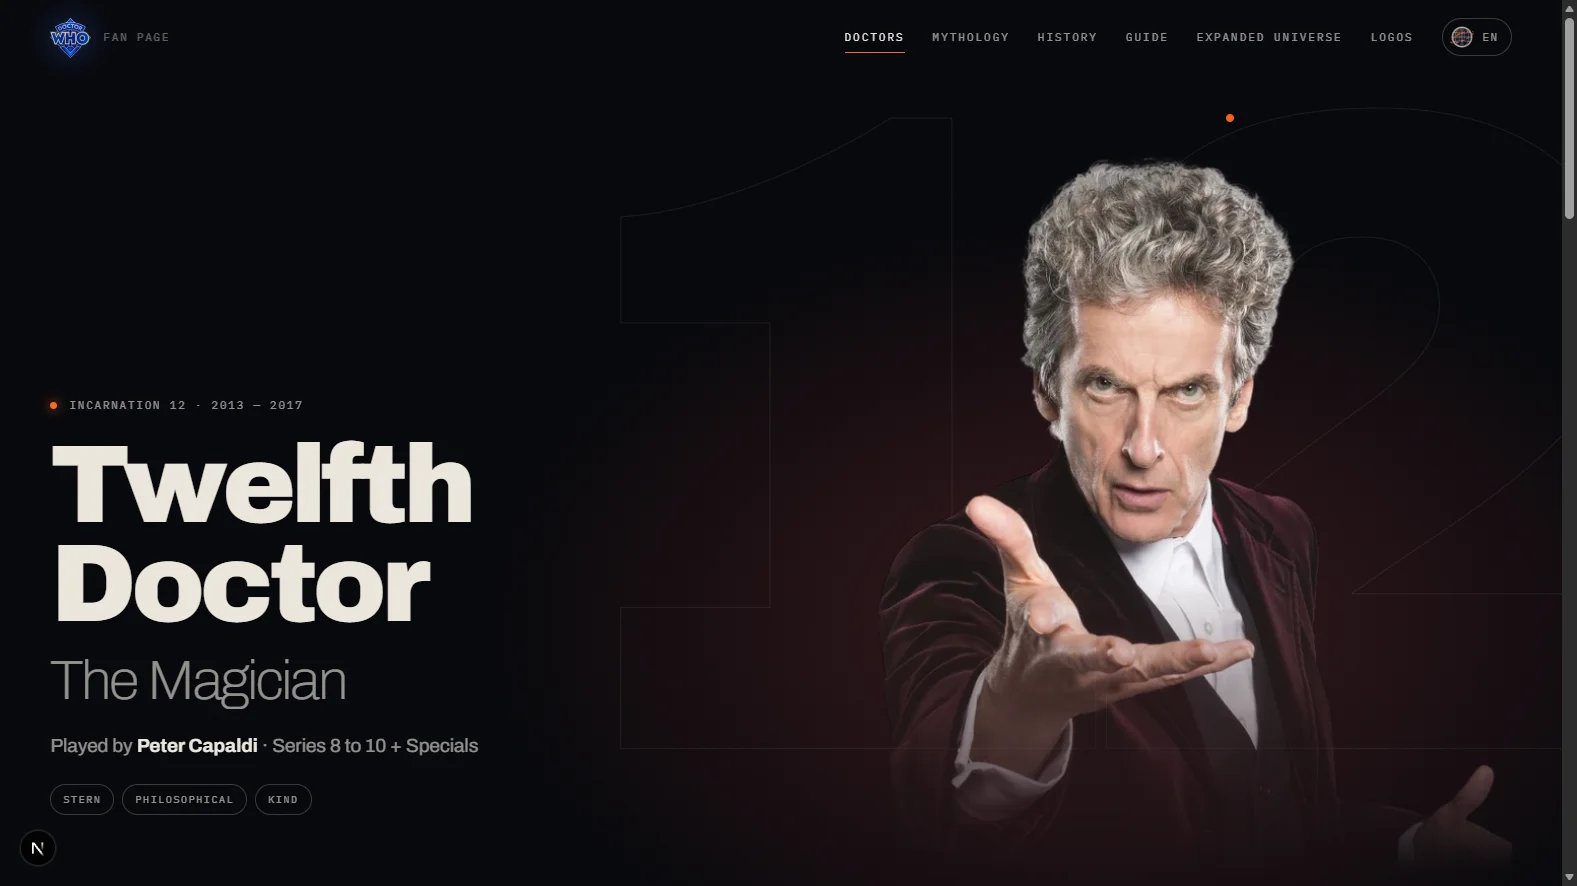 DOCTOR
WHO
FAN PAGE
DOCTORS
MYTHOLOGY
HISTORY
GUIDE
EXPANDED UNIVERSE
LOGOS
EN
12
INCARNATION 12 · 2013 — 2017
Twelfth
Doctor
The Magician
Played by Peter Capaldi · Series 8 to 10 + Specials
STERN
PHILOSOPHICAL
KIND
N